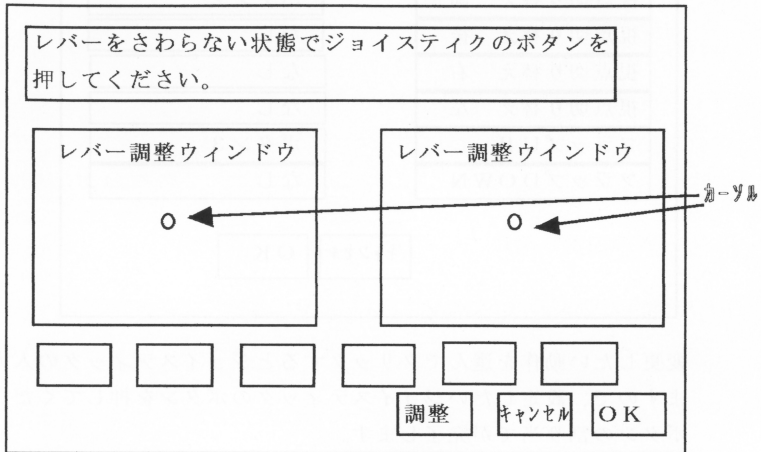 レバーをさわらない状態でジョイスティクのボタンを
押してください。
レバー調整ウィンドウ
レバー調整ウインドウ
カーソル
調整
キャンセル
OK